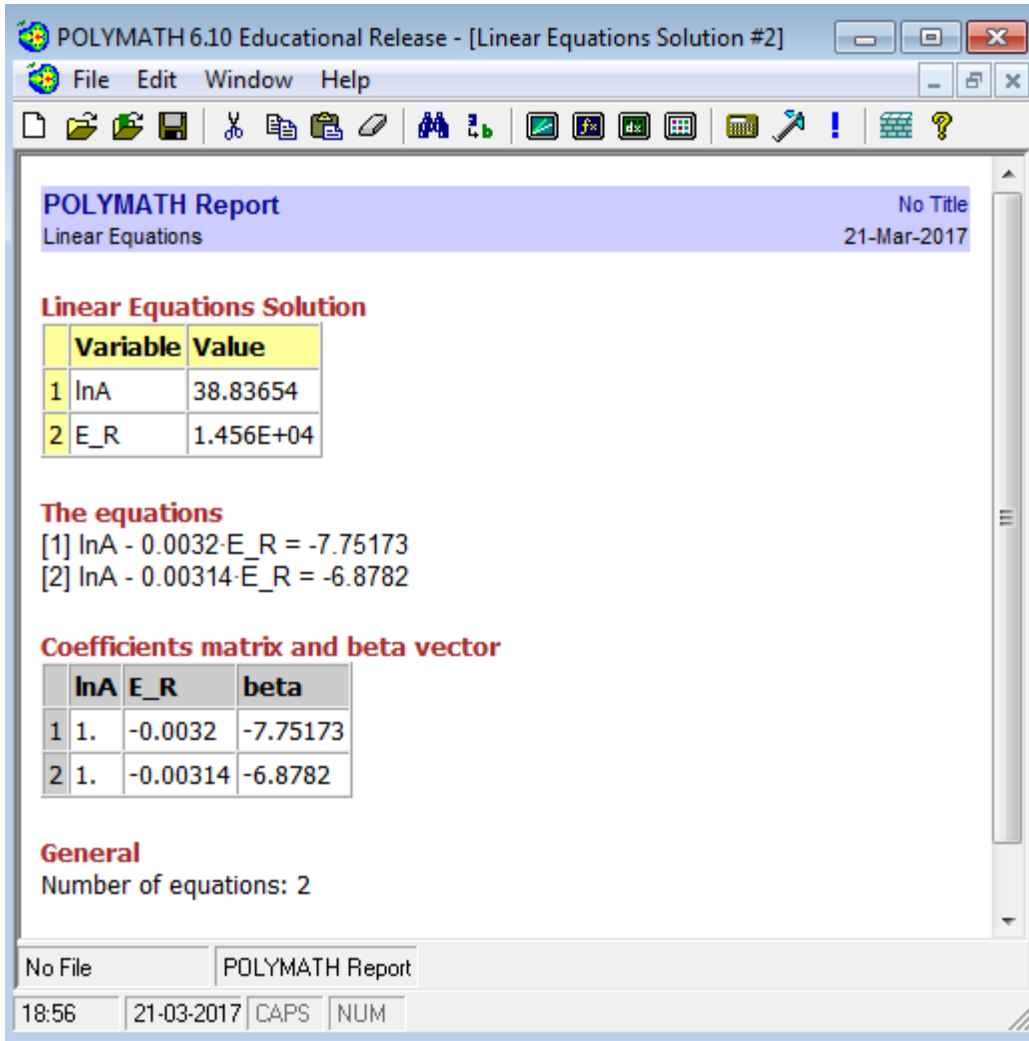 POLYMATH 6.10 Educational Release - [Linear Equations Solution #2]
File Edit Window Help
POLYMATH Report No Title
Linear Equations 21-Mar-2017
Linear Equations Solution
Variable Value
1 lnA 38.83654
2 E_R 1.456E+04
The equations
[1] lnA - 0.0032·E_R = -7.75173
[2] lnA - 0.00314·E_R = -6.8782
Coefficients matrix and beta vector
lnA E_R beta
1 1. -0.0032 -7.75173
2 1. -0.00314 -6.8782
General
Number of equations: 2
No File POLYMATH Report
18:56 21-03-2017 CAPS NUM